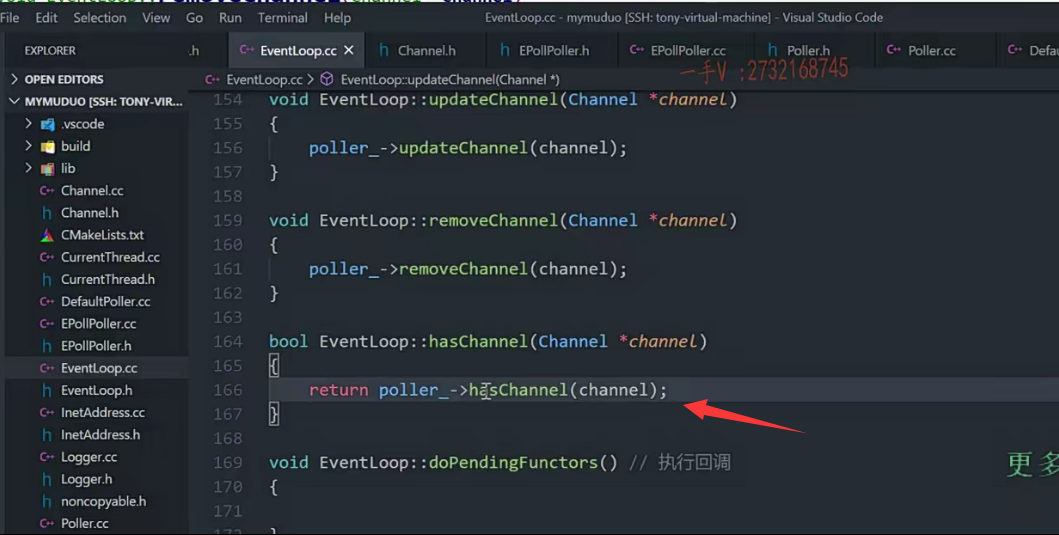 File Edit Selection View Go Run Terminal Help EventLoop.cc - mymuduo [SSH: tony-virtual-machine] - Visual Studio Code
EXPLORER .h EventLoop.cc Channel.h EPollPoller.h EPollPoller.cc Poller.h Poller.cc
一手V :2732168745
OPEN EDITORS
EventLoop.cc > EventLoop::updateChannel(Channel *)
MYMUDUO [SSH: TONY-VIR...
.vscode
build
lib
Channel.cc
Channel.h
CMakeLists.txt
CurrentThread.cc
CurrentThread.h
DefaultPoller.cc
EPollPoller.cc
EPollPoller.h
EventLoop.cc
EventLoop.h
InetAddress.cc
InetAddress.h
Logger.cc
Logger.h
noncopyable.h
Poller.cc
154 void EventLoop::updateChannel(Channel *channel)
155 {
156 poller_->updateChannel(channel);
157 }
158
159 void EventLoop::removeChannel(Channel *channel)
160 {
161 poller_->removeChannel(channel);
162 }
163
164 bool EventLoop::hasChannel(Channel *channel)
165 {
166 return poller_->hasChannel(channel);
167 }
168
169 void EventLoop::doPendingFunctors() // 执行回调
170 {
171
更多